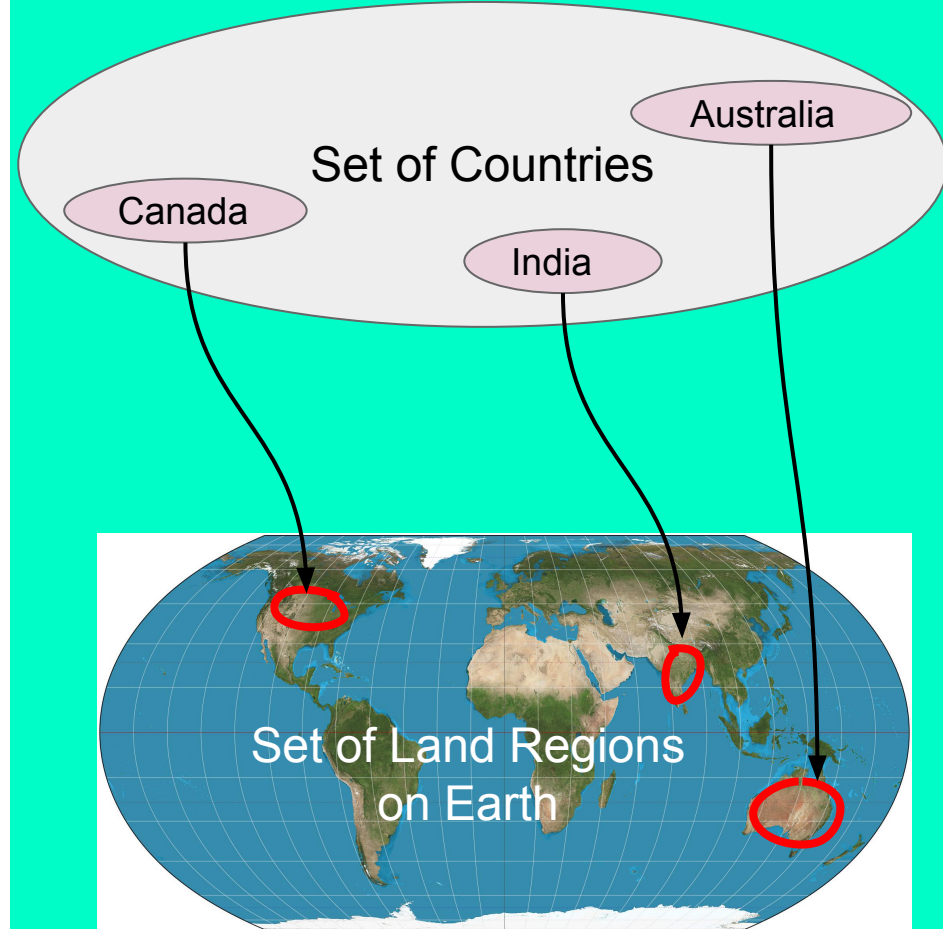 Australia
Set of Countries
Canada
India
Set of Land Regions
on Earth